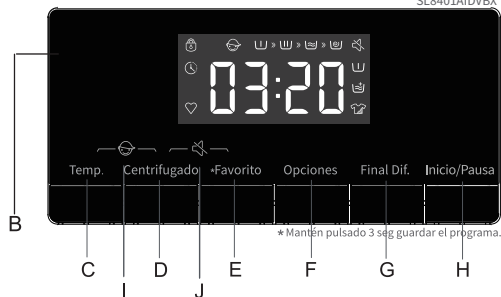 SL8401AIDVBX
03:20
Temp. Centrifugado *Favorito Opciones Final Dif. Inicio/Pausa
* Mantén pulsado 3 seg guardar el programa.
B
C D E F G H
I J